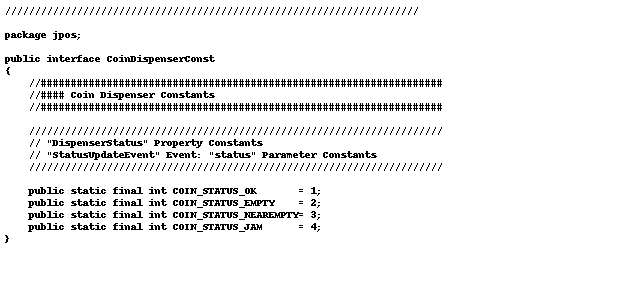 /////////////////////////////////////////////////////////////////////
package jpos;
public interface CoinDispenserConst
{
//###################################################################
//#### Coin Dispenser Constants
//###################################################################
/////////////////////////////////////////////////////////////////////
// "DispenserStatus" Property Constants
// "StatusUpdateEvent" Event: "status" Parameter Constants
/////////////////////////////////////////////////////////////////////
public static final int COIN_STATUS_OK       = 1;
public static final int COIN_STATUS_EMPTY    = 2;
public static final int COIN_STATUS_NEAREMPTY= 3;
public static final int COIN_STATUS_JAM      = 4;
}